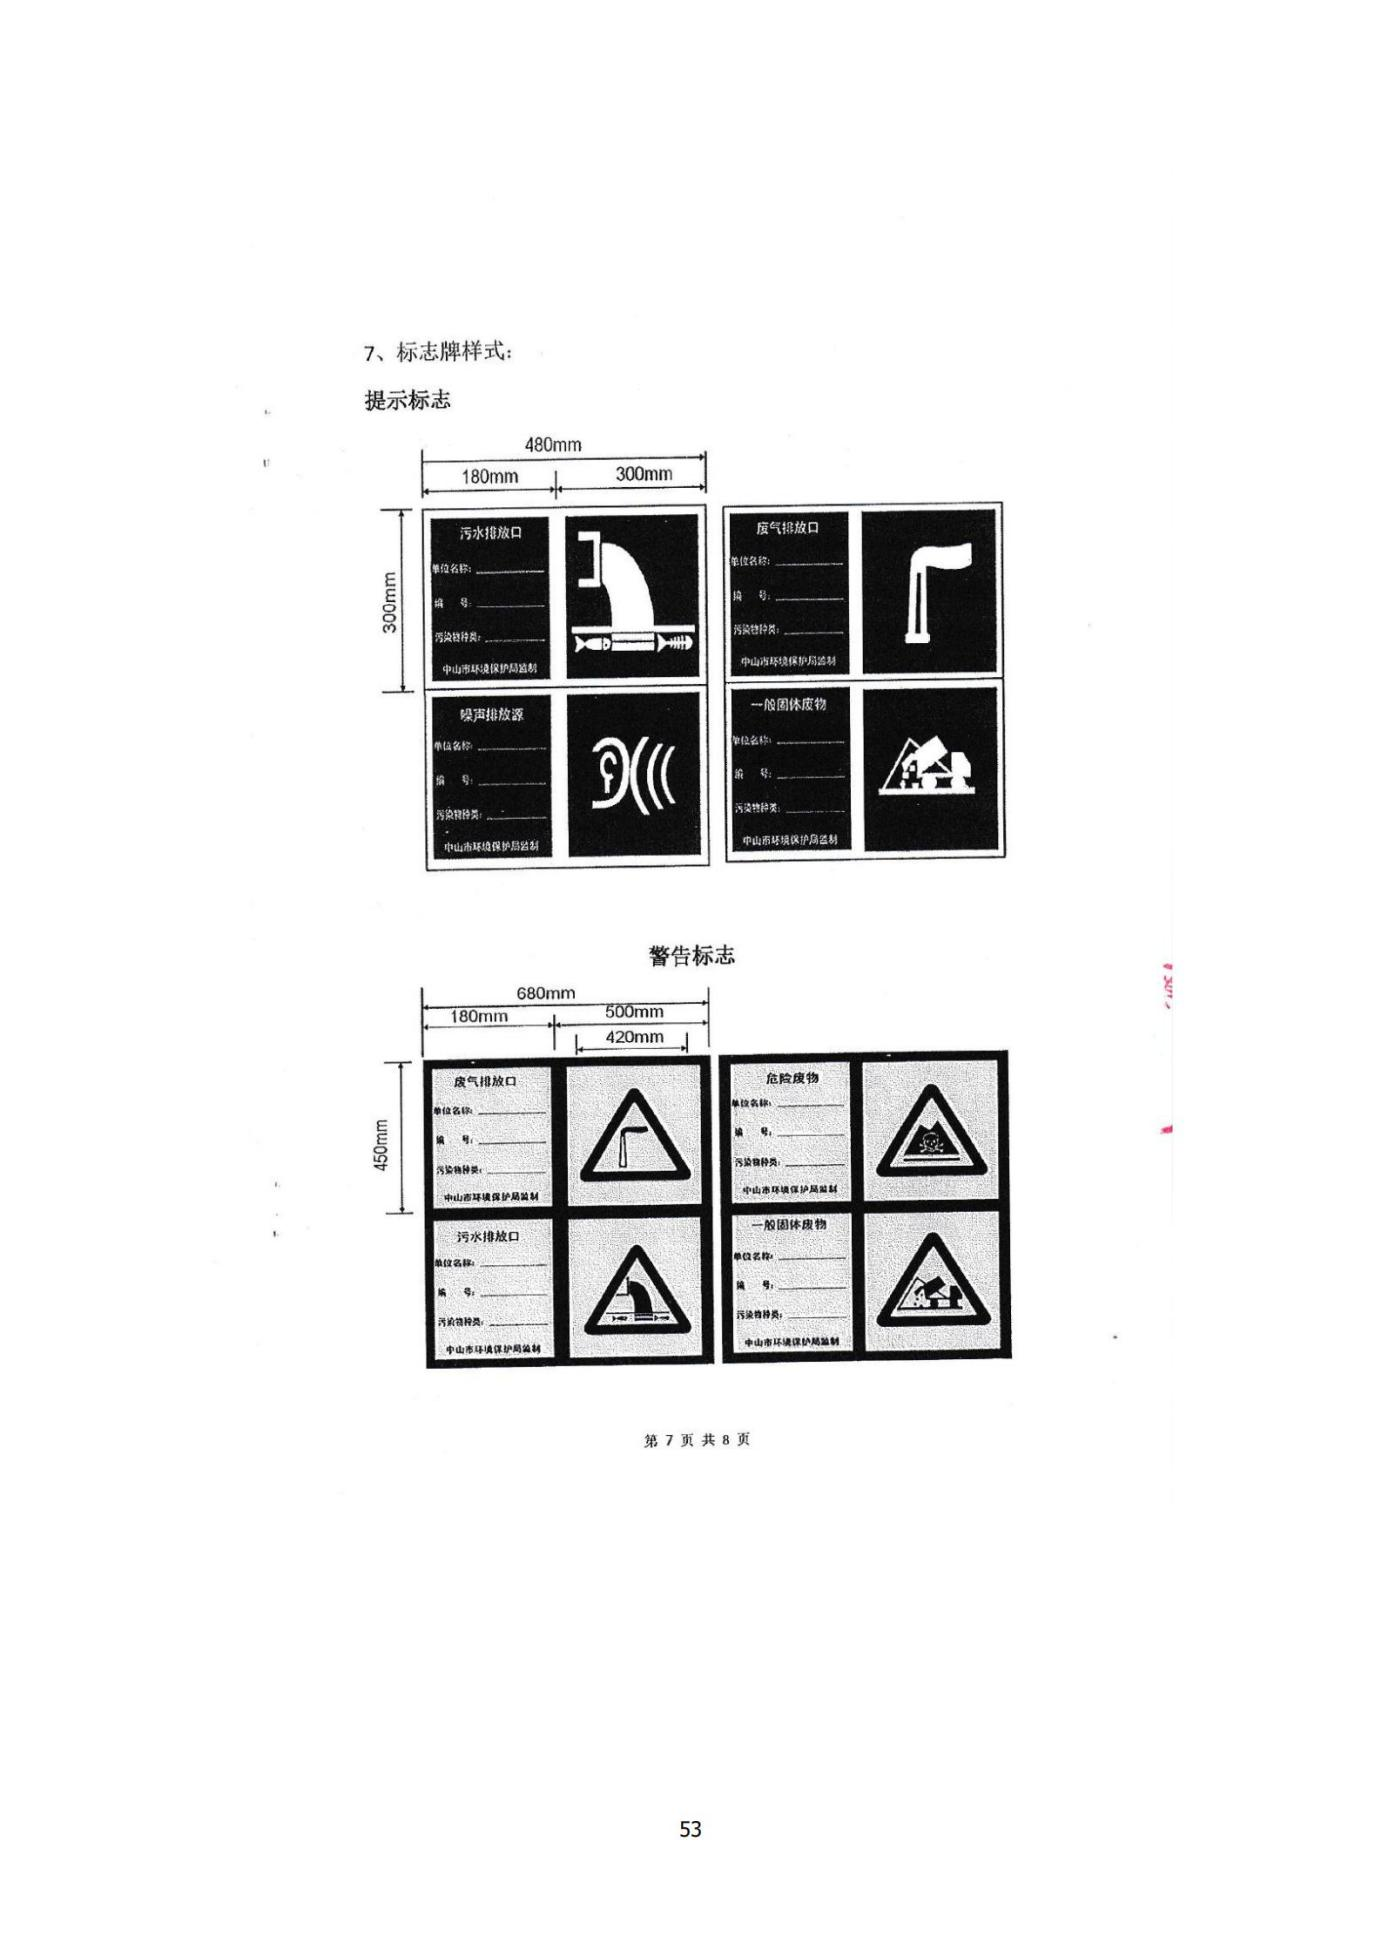 7、标志牌样式：
提示标志
480mm
180mm 300mm
300mm
污水排放口
单位名称：
编 号：
污染物种类：
中山市环境保护局监制
废气排放口
单位名称：
编 号：
污染物种类：
中山市环境保护局监制
噪声排放源
单位名称：
编 号：
污染物种类：
中山市环境保护局监制
一般固体废物
单位名称：
编 号：
污染物种类：
中山市环境保护局监制
警告标志
680mm
180mm 500mm
420mm
450mm
废气排放口
单位名称：
编 号：
污染物种类：
中山市环境保护局监制
危险废物
单位名称：
编 号：
污染物种类：
中山市环境保护局监制
污水排放口
单位名称：
编 号：
污染物种类：
中山市环境保护局监制
一般固体废物
单位名称：
编 号：
污染物种类：
中山市环境保护局监制
第 7 页 共 8 页
53